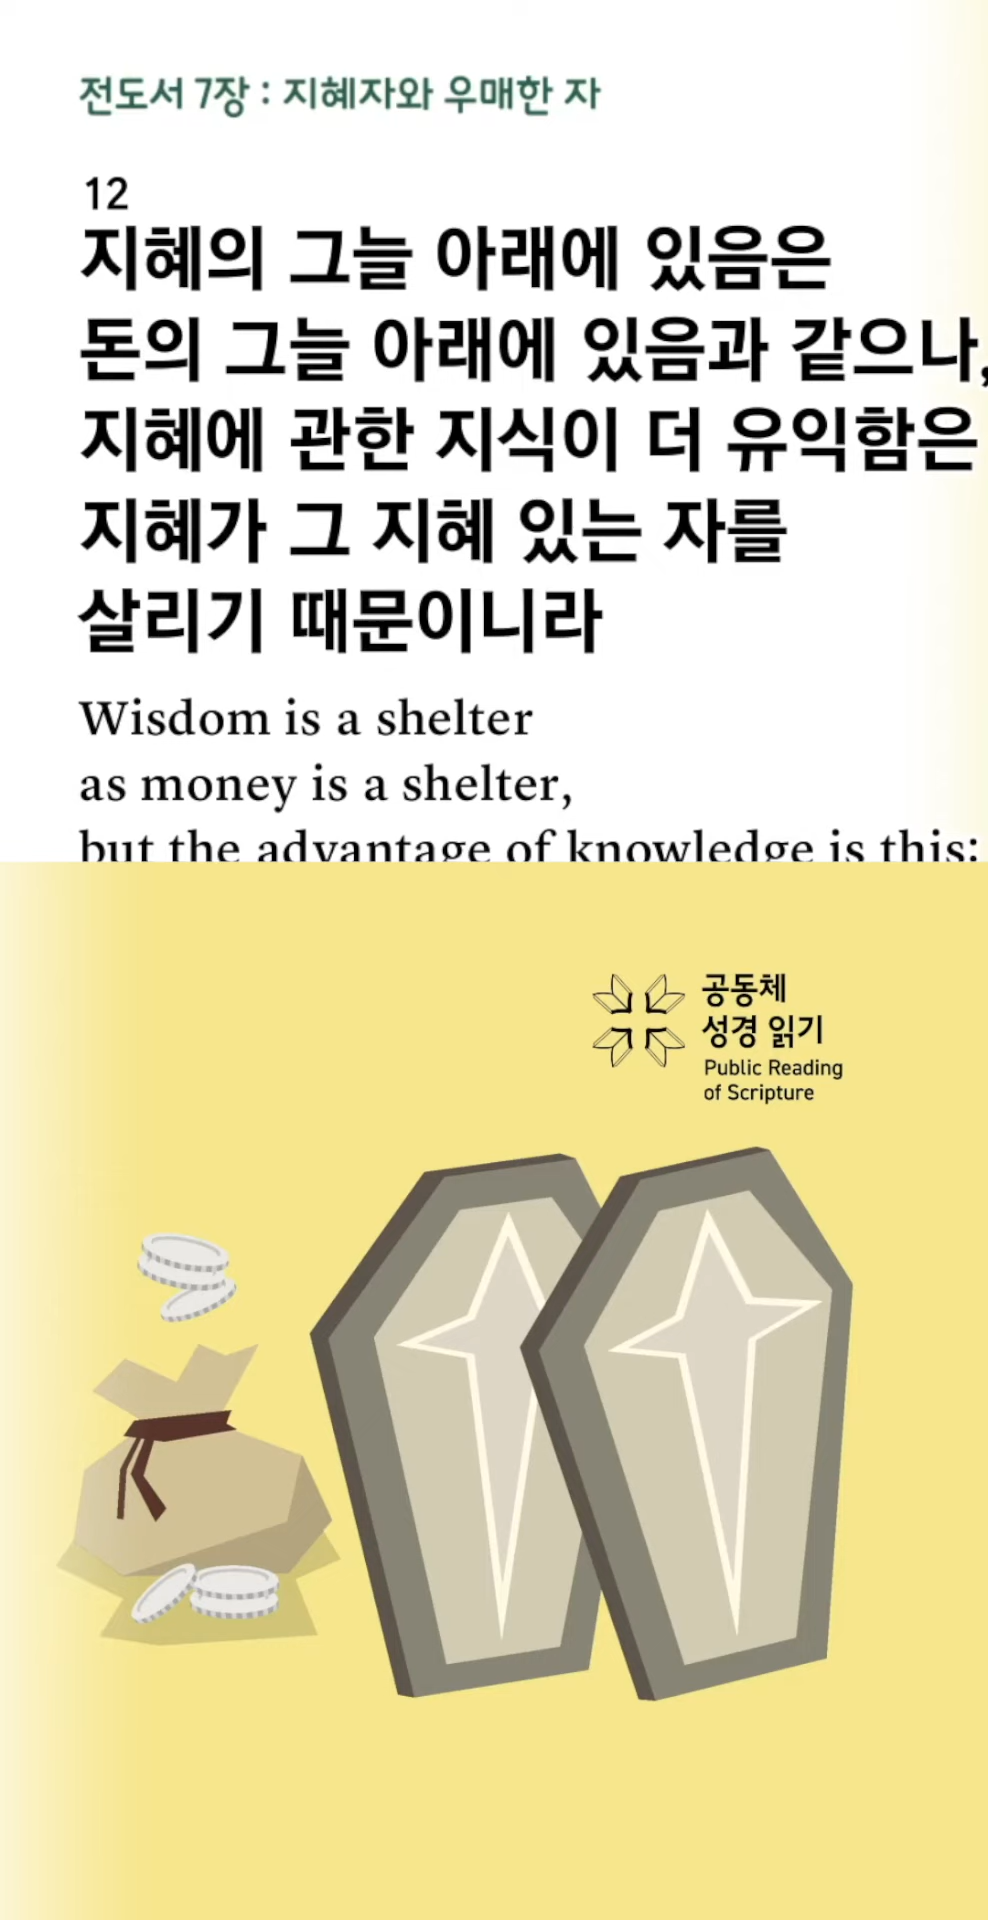 전도서 7장 : 지혜자와 우매한 자
12
지혜의 그늘 아래에 있음은
돈의 그늘 아래에 있음과 같으나,
지혜에 관한 지식이 더 유익함은
지혜가 그 지혜 있는 자를
살리기 때문이니라
Wisdom is a shelter
as money is a shelter,
but the advantage of knowledge is this:
공동체
성경 읽기
Public Reading
of Scripture